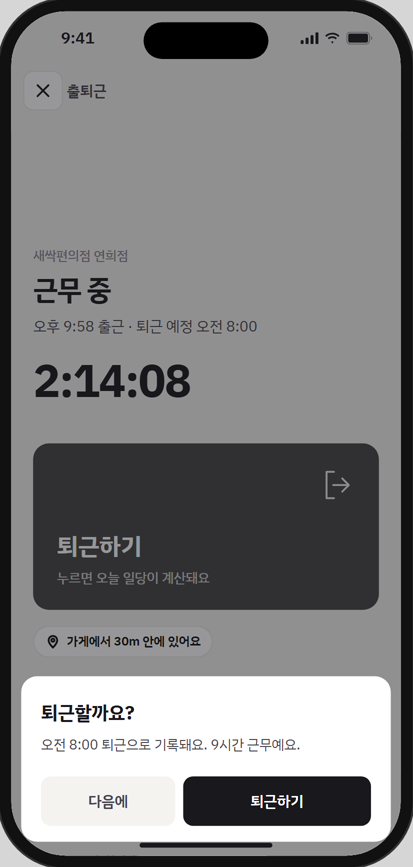 9:41
출퇴근
새싹편의점 연희점
근무 중
오후 9:58 출근 · 퇴근 예정 오전 8:00
2:14:08
퇴근하기
누르면 오늘 일당이 계산돼요
가게에서 30m 안에 있어요
퇴근할까요?
오전 8:00 퇴근으로 기록돼요. 9시간 근무예요.
다음에
퇴근하기